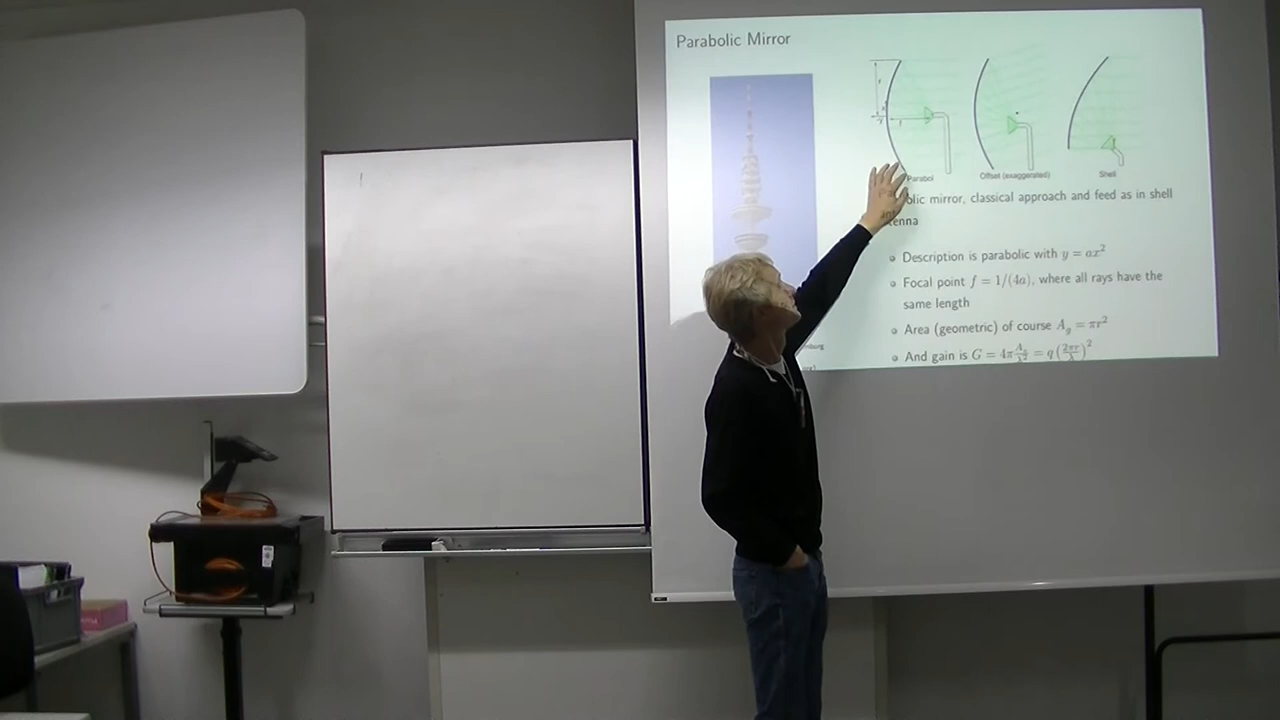 Parabolic Mirror
Parabol
Offset (exaggerated)
Shell
olic mirror, classical approach and feed as in shell
tenna
Description is parabolic with y = ax²
Focal point f = 1/(4a), where all rays have the
same length
Area (geometric) of course A_g = πr²
And gain is G = 4π A_g/λ² = q (2πr/λ)²